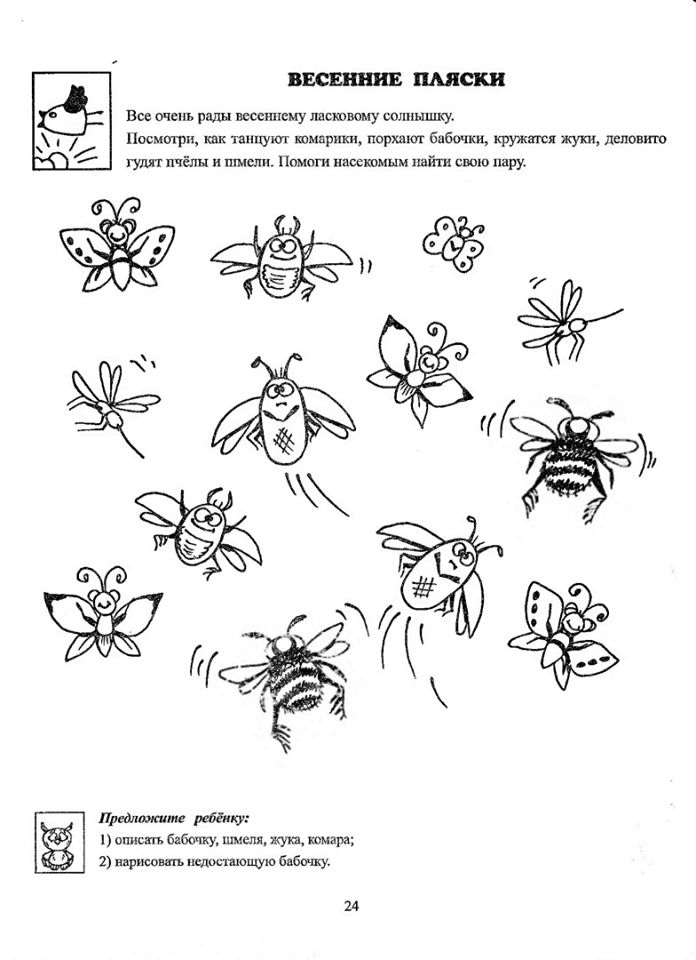 ВЕСЕННИЕ ПЛЯСКИ
Все очень рады весеннему ласковому солнышку.
Посмотри, как танцуют комарики, порхают бабочки, кружатся жуки, деловито
гудят пчёлы и шмели. Помоги насекомым найти свою пару.
Предложите ребёнку:
1) описать бабочку, шмеля, жука, комара;
2) нарисовать недостающую бабочку.
24